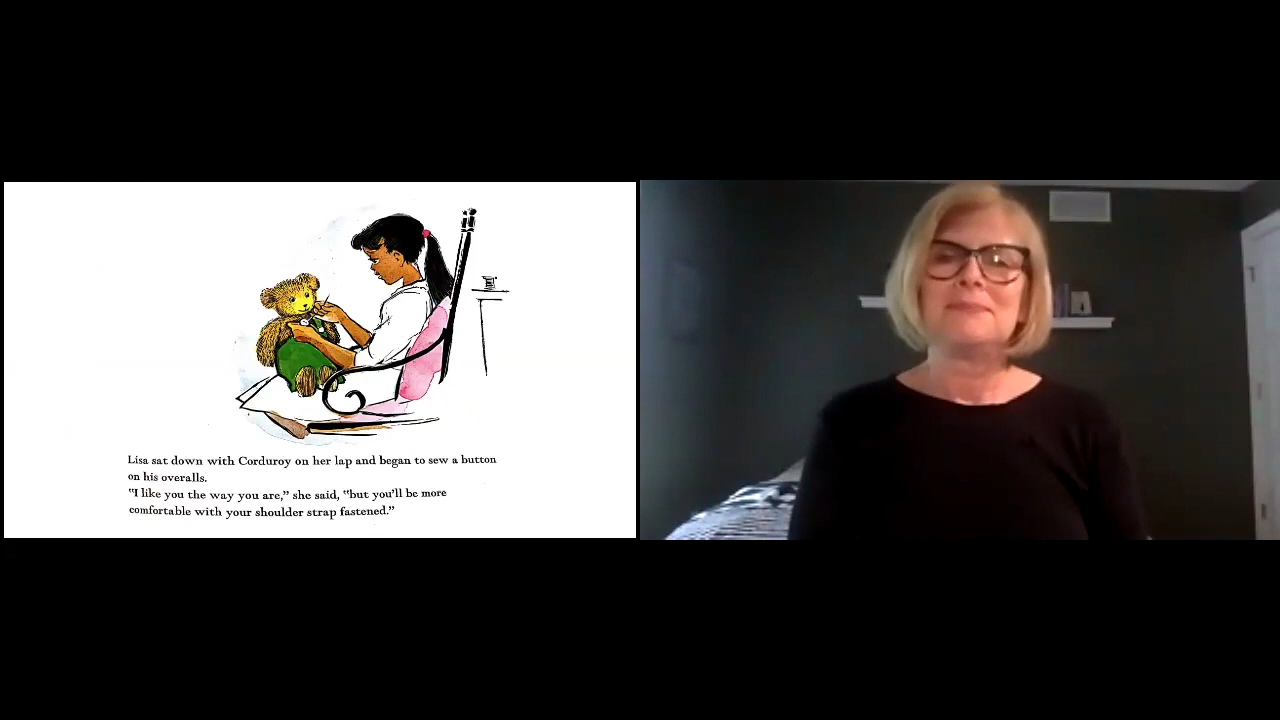 Lisa sat down with Corduroy on her lap and began to sew a button
on his overalls.
“I like you the way you are,” she said, “but you’ll be more
comfortable with your shoulder strap fastened.”